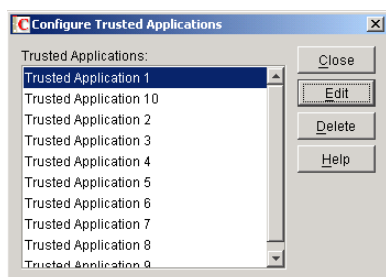 Configure Trusted Applications
Trusted Applications:
Trusted Application 1
Trusted Application 10
Trusted Application 2
Trusted Application 3
Trusted Application 4
Trusted Application 5
Trusted Application 6
Trusted Application 7
Trusted Application 8
Trusted Application 9
Close
Edit
Delete
Help